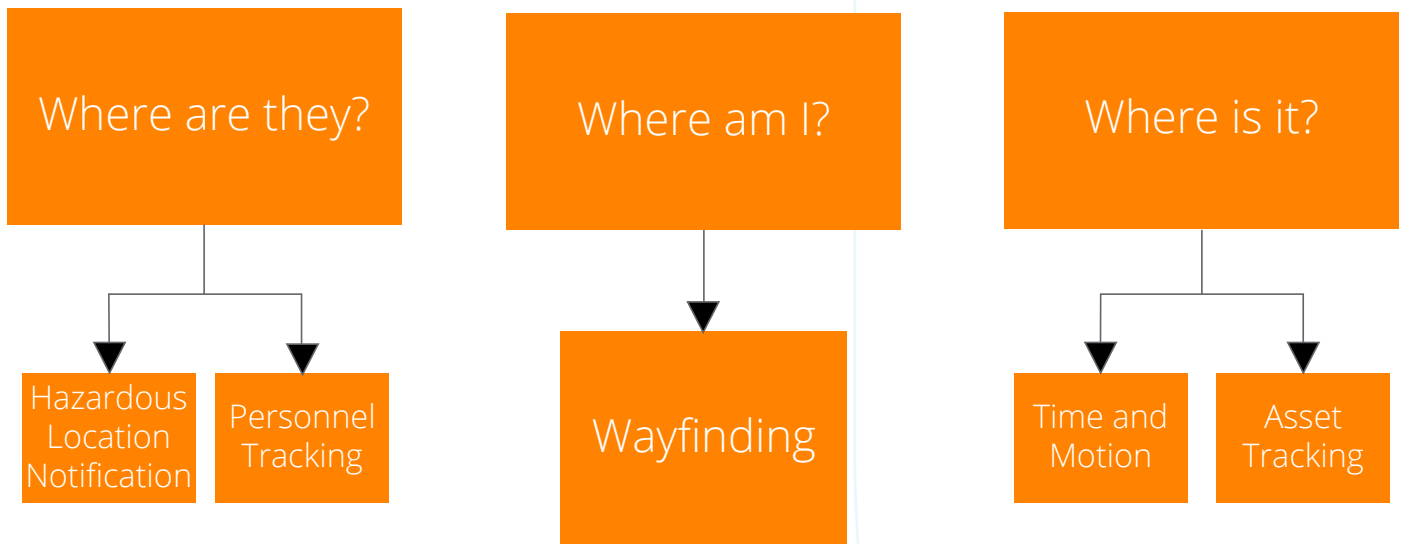 Where are they?
Where am I?
Where is it?
Hazardous
Location
Notification
Personnel
Tracking
Wayfinding
Time and
Motion
Asset
Tracking